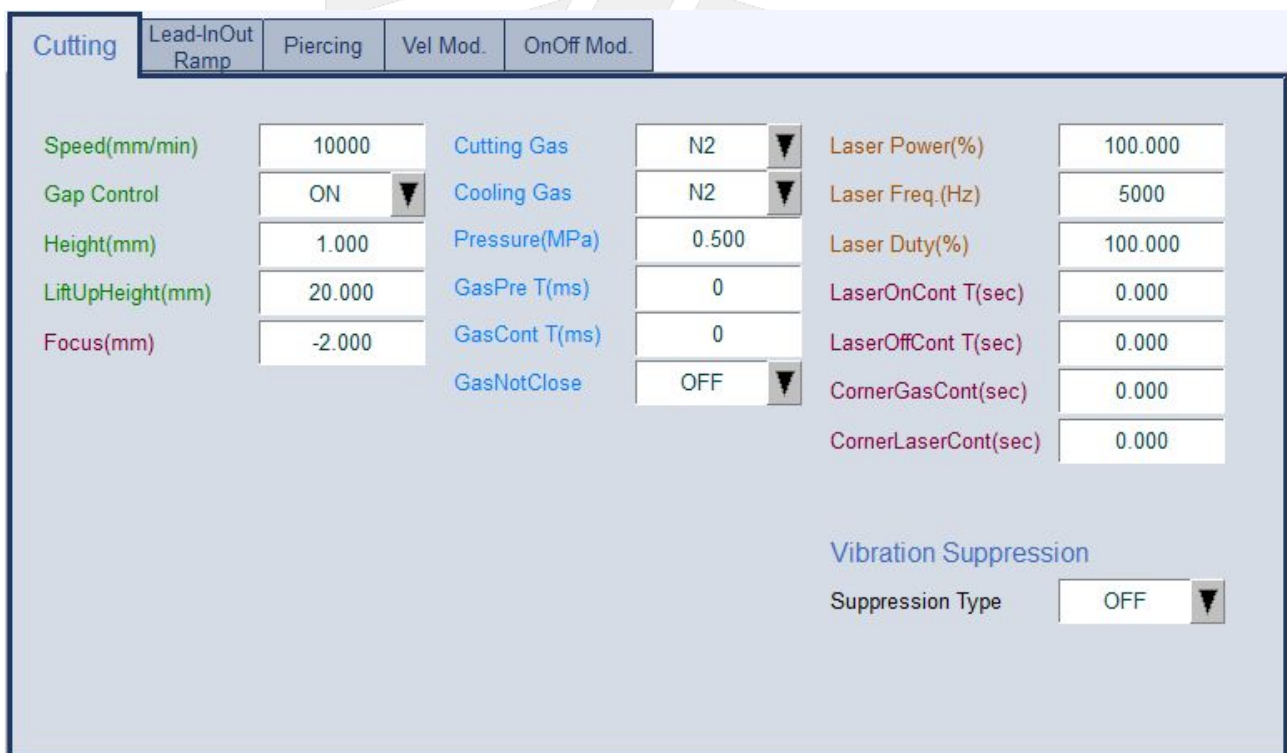 Cutting
Lead-InOut
Ramp
Piercing
Vel Mod.
OnOff Mod.
Speed(mm/min) 10000 Cutting Gas N2 Laser Power(%) 100.000
Gap Control ON Cooling Gas N2 Laser Freq.(Hz) 5000
Height(mm) 1.000 Pressure(MPa) 0.500 Laser Duty(%) 100.000
LiftUpHeight(mm) 20.000 GasPre T(ms) 0 LaserOnCont T(sec) 0.000
Focus(mm) -2.000 GasCont T(ms) 0 LaserOffCont T(sec) 0.000
GasNotClose OFF CornerGasCont(sec) 0.000
CornerLaserCont(sec) 0.000
Vibration Suppression
Suppression Type OFF